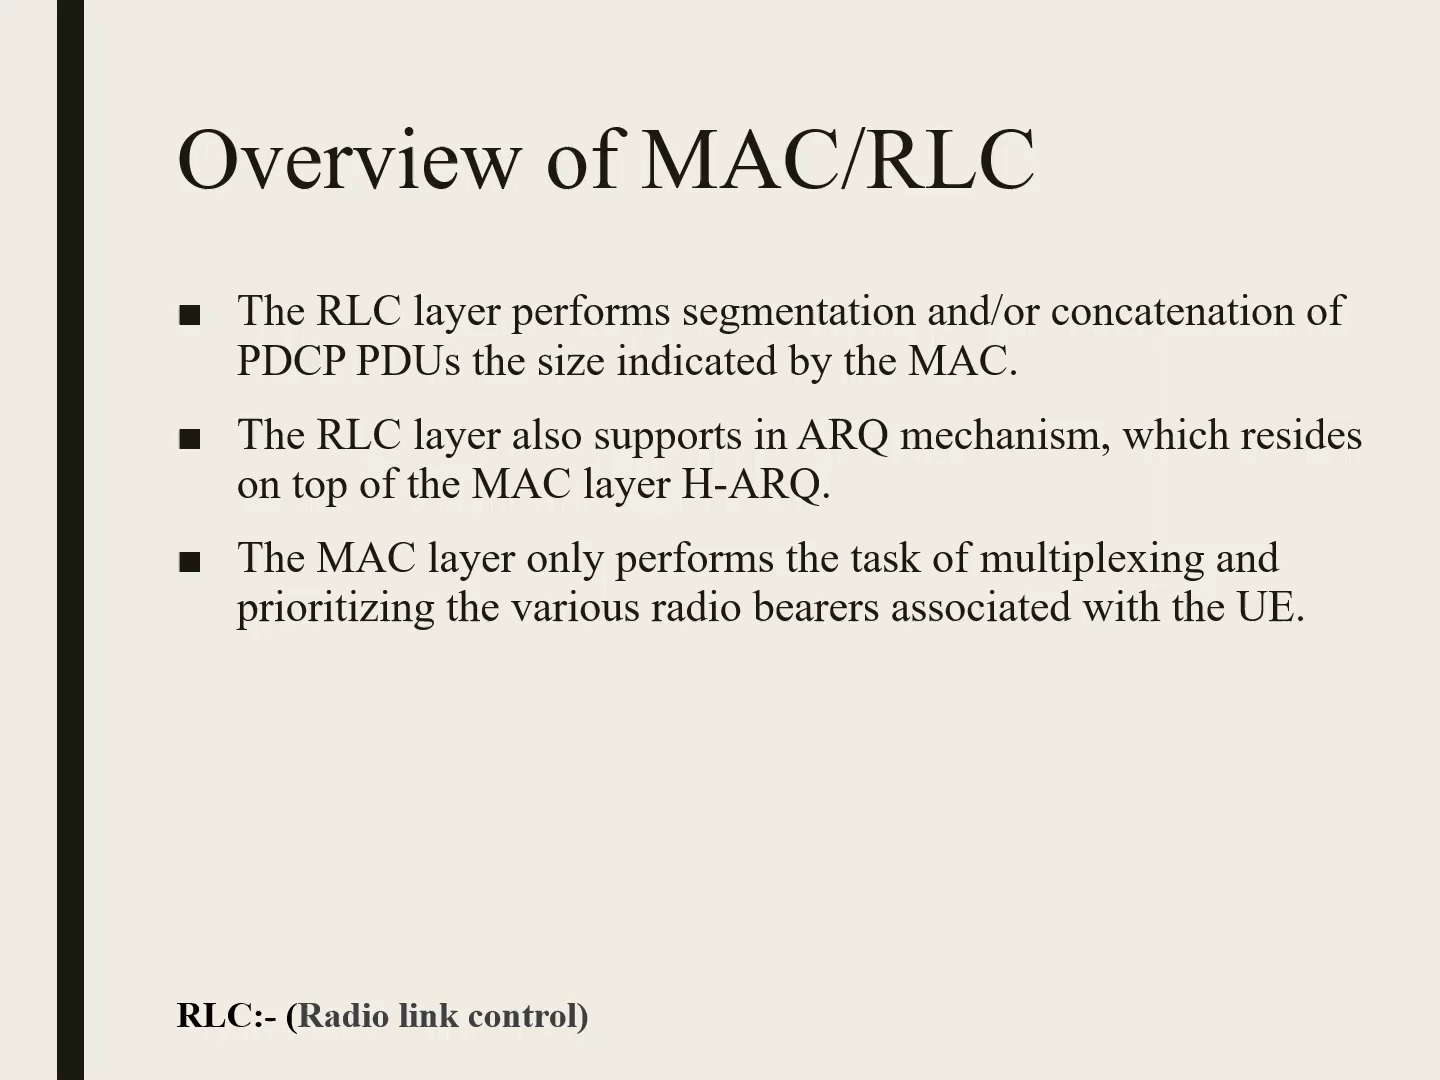 Overview of MAC/RLC
■ The RLC layer performs segmentation and/or concatenation of
PDCP PDUs the size indicated by the MAC.
■ The RLC layer also supports in ARQ mechanism, which resides
on top of the MAC layer H-ARQ.
■ The MAC layer only performs the task of multiplexing and
prioritizing the various radio bearers associated with the UE.
RLC:- (Radio link control)